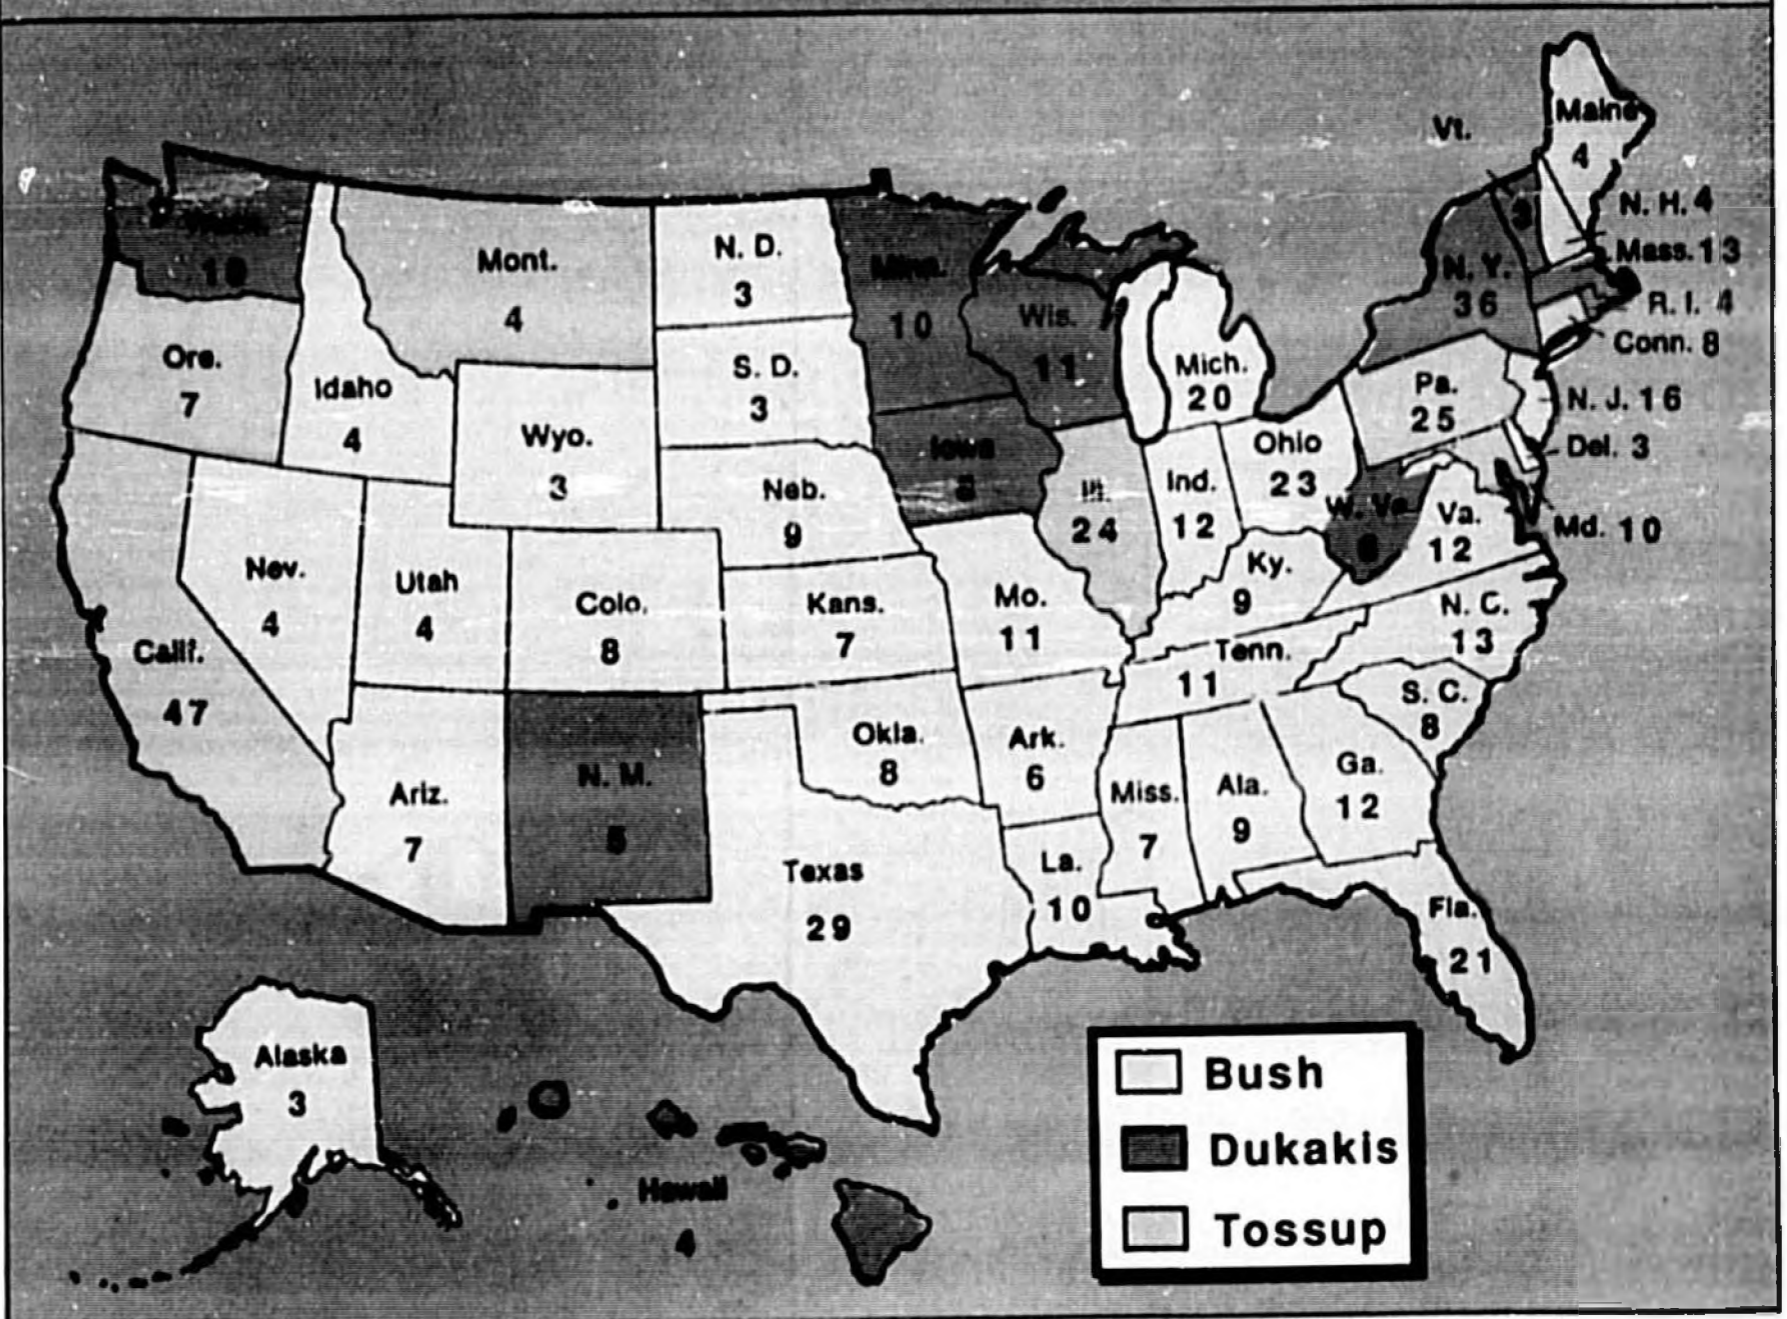 Maine
4
Vt.
3
N. H. 4
Mass. 13
R. I. 4
Conn. 8
N. Y.
36
N. J. 16
Del. 3
Md. 10
Pa.
25
10
Ore.
7
Idaho
4
Mont.
4
Wyo.
3
N. D.
3
S. D.
3
Neb.
9
Minn.
10
Wis.
11
Iowa
8
Mich.
20
Ill.
24
Ind.
12
Ohio
23
W. Va.
6
Va.
12
Ky.
9
N. C.
13
Tenn.
11
S. C.
8
Calif.
47
Nev.
4
Utah
4
Colo.
8
Kans.
7
Mo.
11
Ariz.
7
N. M.
5
Okla.
8
Ark.
6
Texas
29
La.
10
Miss.
7
Ala.
9
Ga.
12
Fla.
21
Alaska
3
Hawaii
4
Bush
Dukakis
Tossup